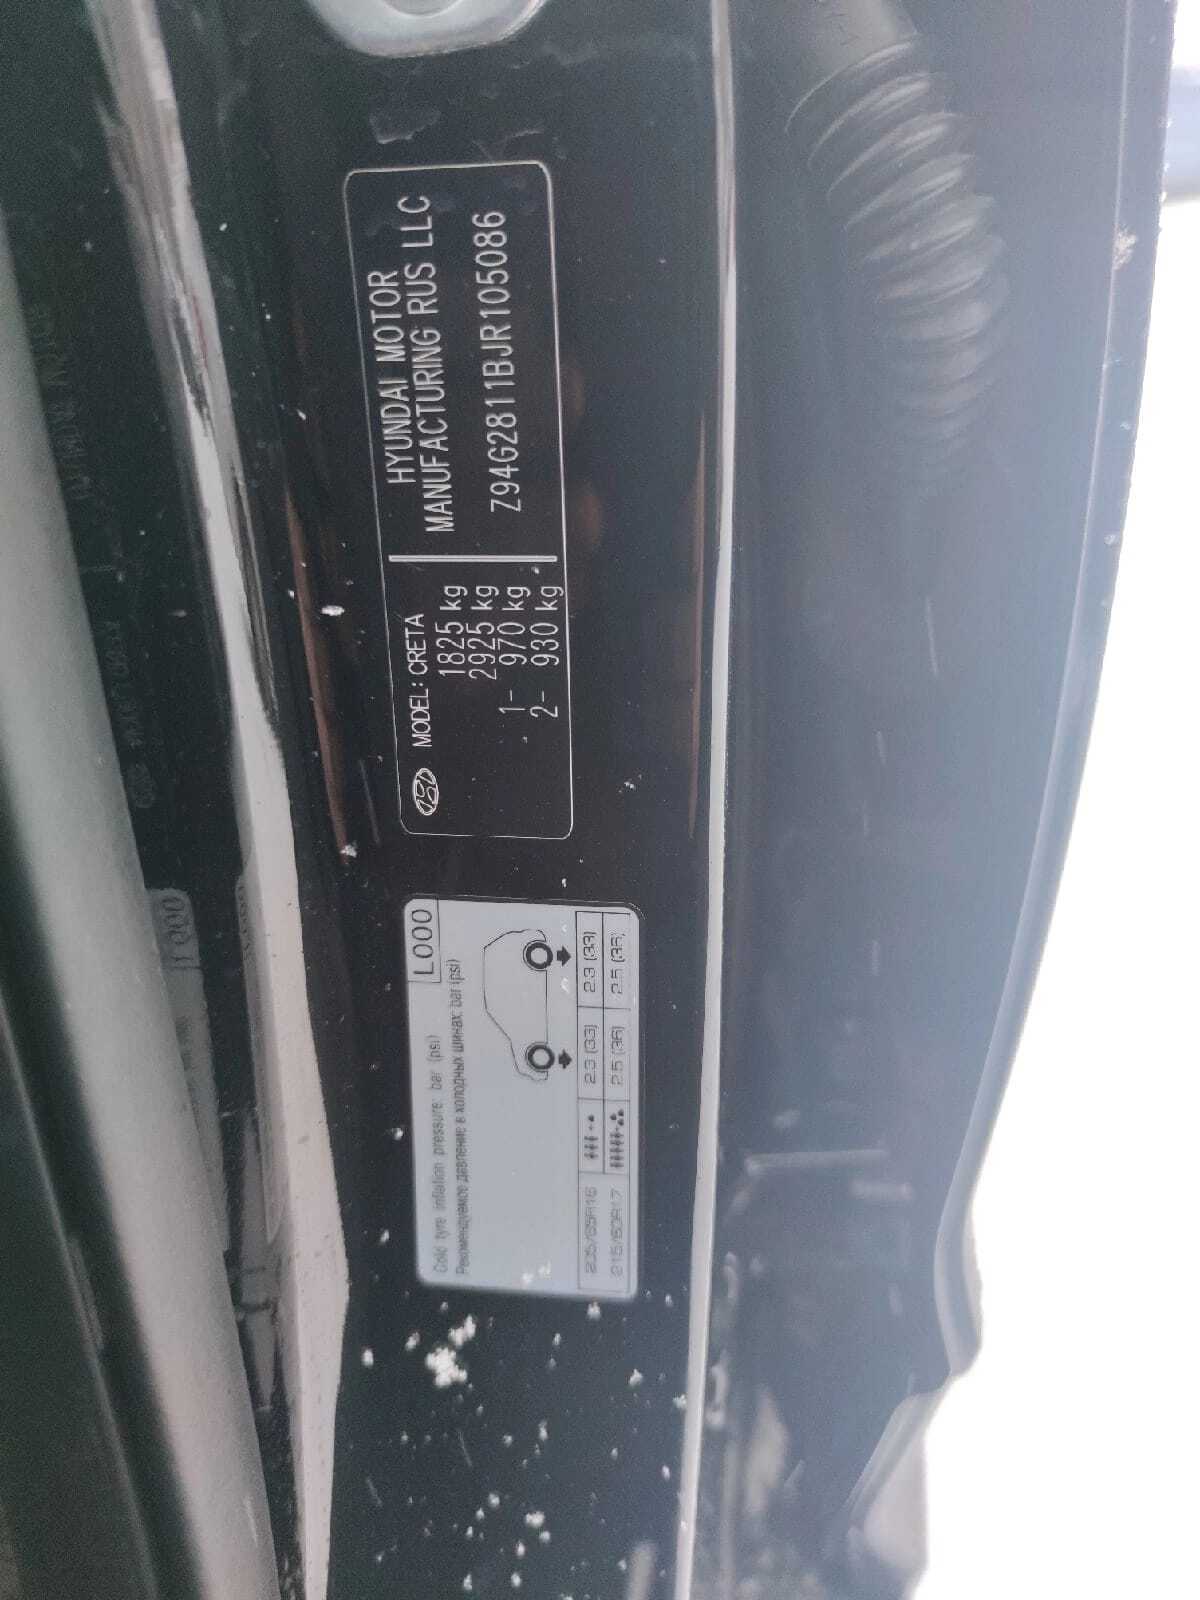 HYUNDAI MOTOR
MANUFACTURING RUS LLC
Z94G2811BJR105086
MODEL: CRETA
1825 kg
2925 kg
1- 970 kg
2- 930 kg
L000
Cold tyre inflation pressure: bar (psi)
Рекомендуемое давление в холодных шинах: bar (psi)
205/65R16 2.3 (33) 2.3 (33)
215/60R17 2.5 (36) 2.5 (36)